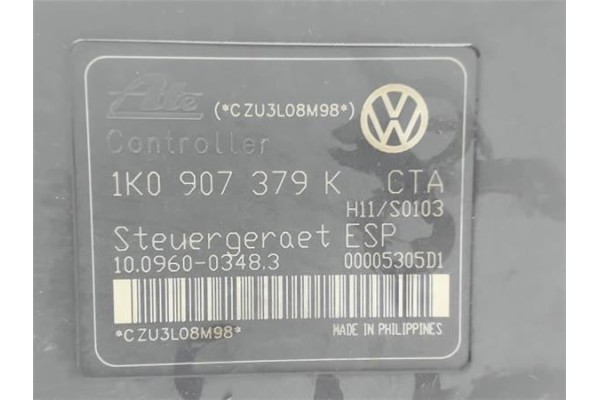 Ate (*CZU3L08M98*)
Controller
1K0 907 379 K CTA
H11/S0103
Steuergeraet ESP
10.0960-0348.3 00005305D1
*CZU3L08M98* MADE IN PHILIPPINES